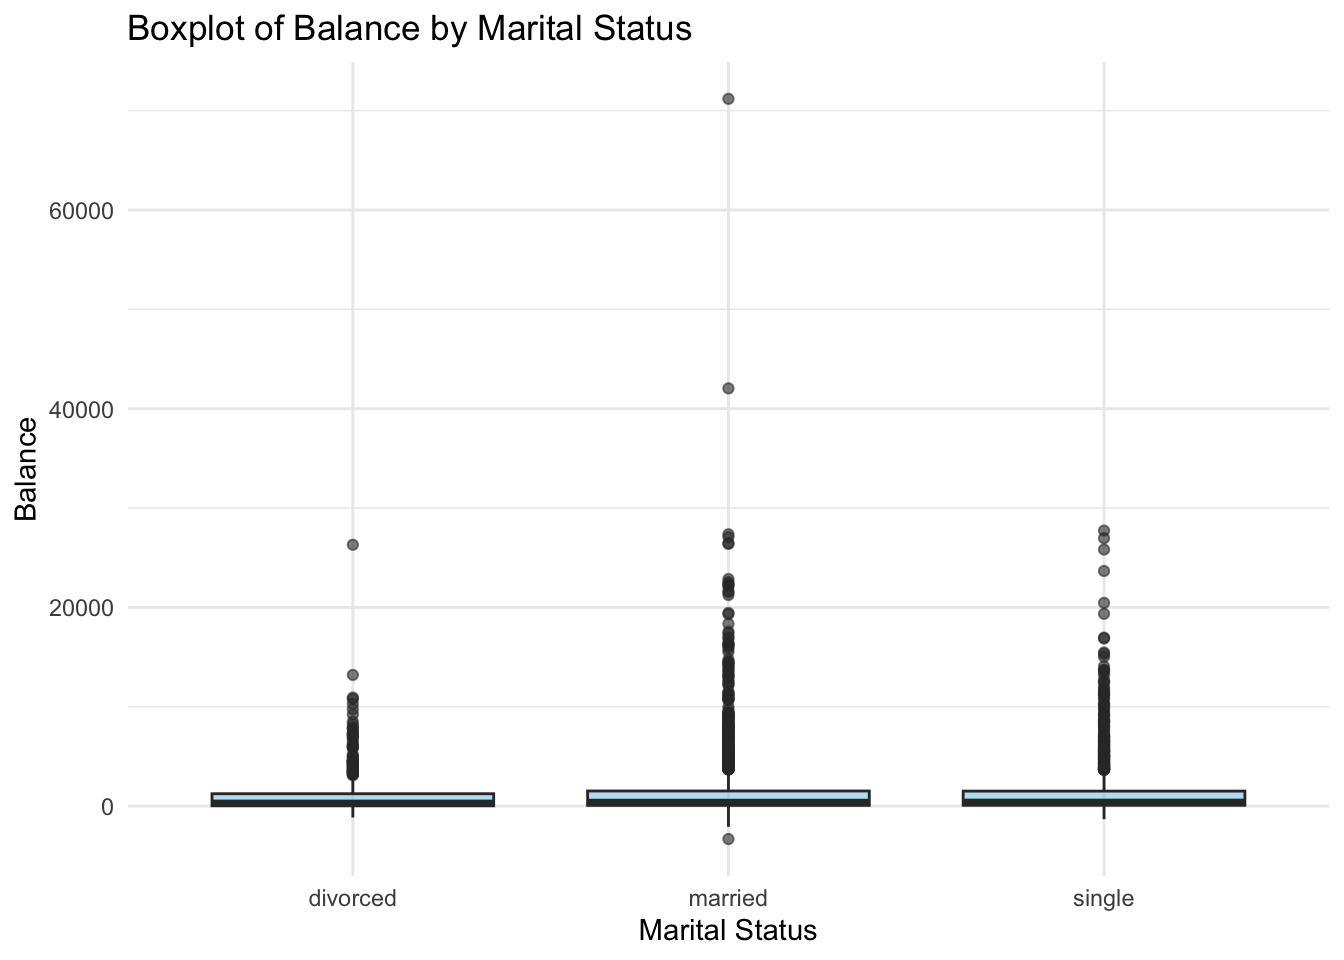 Boxplot of Balance by Marital Status
60000
40000
20000
0
Balance
divorced
married
single
Marital Status